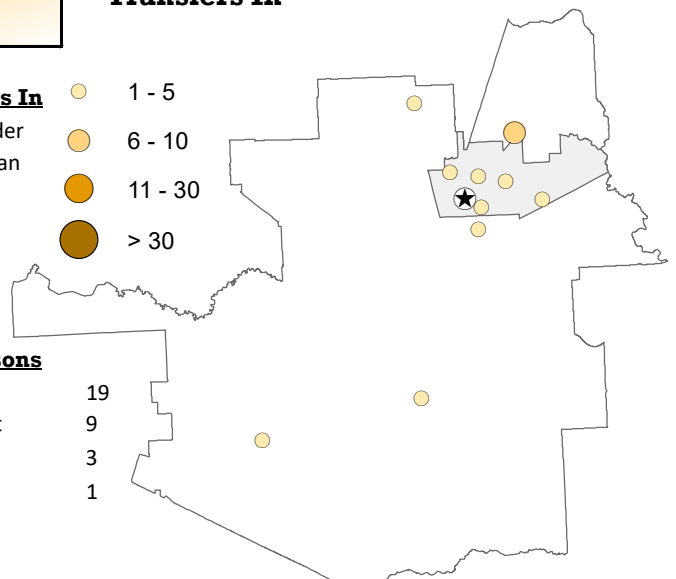 Transfers In
s In
1 - 5
der
6 - 10
an
11 - 30
> 30
sons
19
t
9
3
1